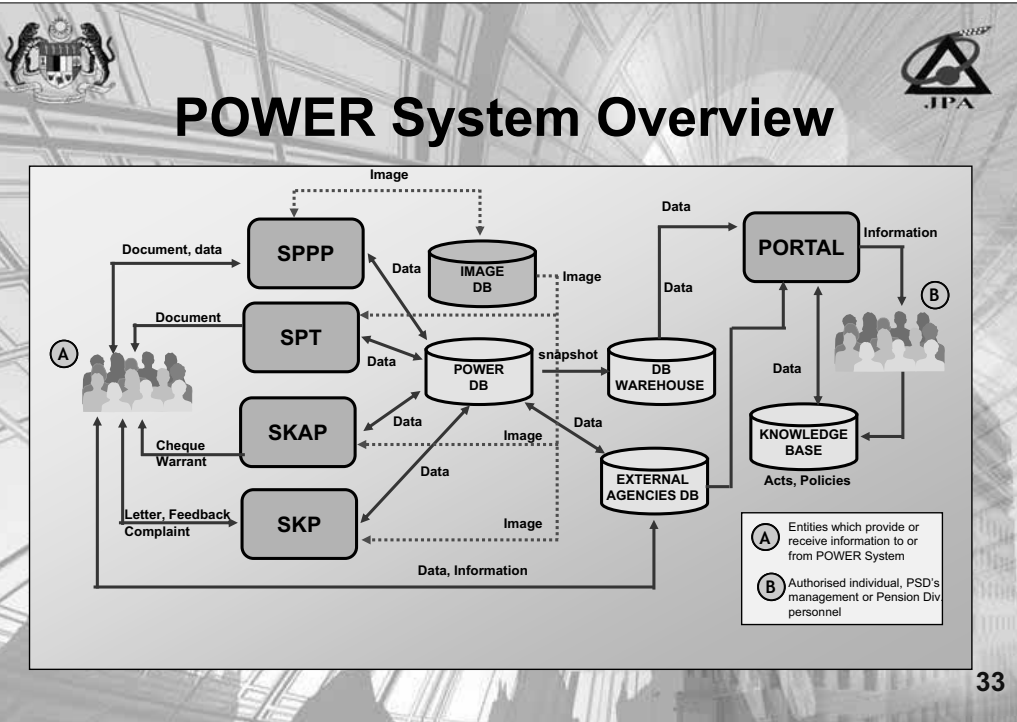 JPA
POWER System Overview
Image
SPPP
Document, data
Data
IMAGE
DB
Image
Data
Data
PORTAL
Information
B
Document
SPT
Data
A
snapshot
POWER
DB
DB
WAREHOUSE
Data
SKAP
Data
Image
Data
KNOWLEDGE
BASE
Acts, Policies
Cheque
Warrant
Data
EXTERNAL
AGENCIES DB
Letter, Feedback
Complaint
SKP
Image
Data, Information
A
Entities which provide or
receive information to or
from POWER System
B
Authorised individual, PSD's
management or Pension Div.
personnel
33